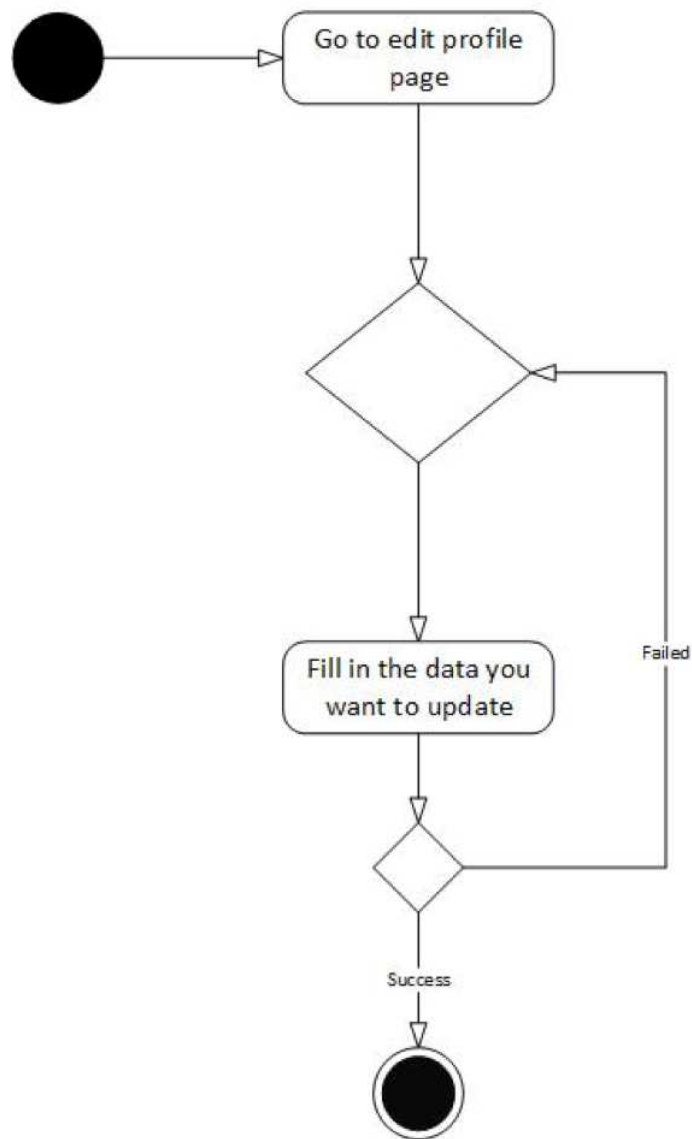 Go to edit profile
page
Fill in the data you
want to update
Failed
Success